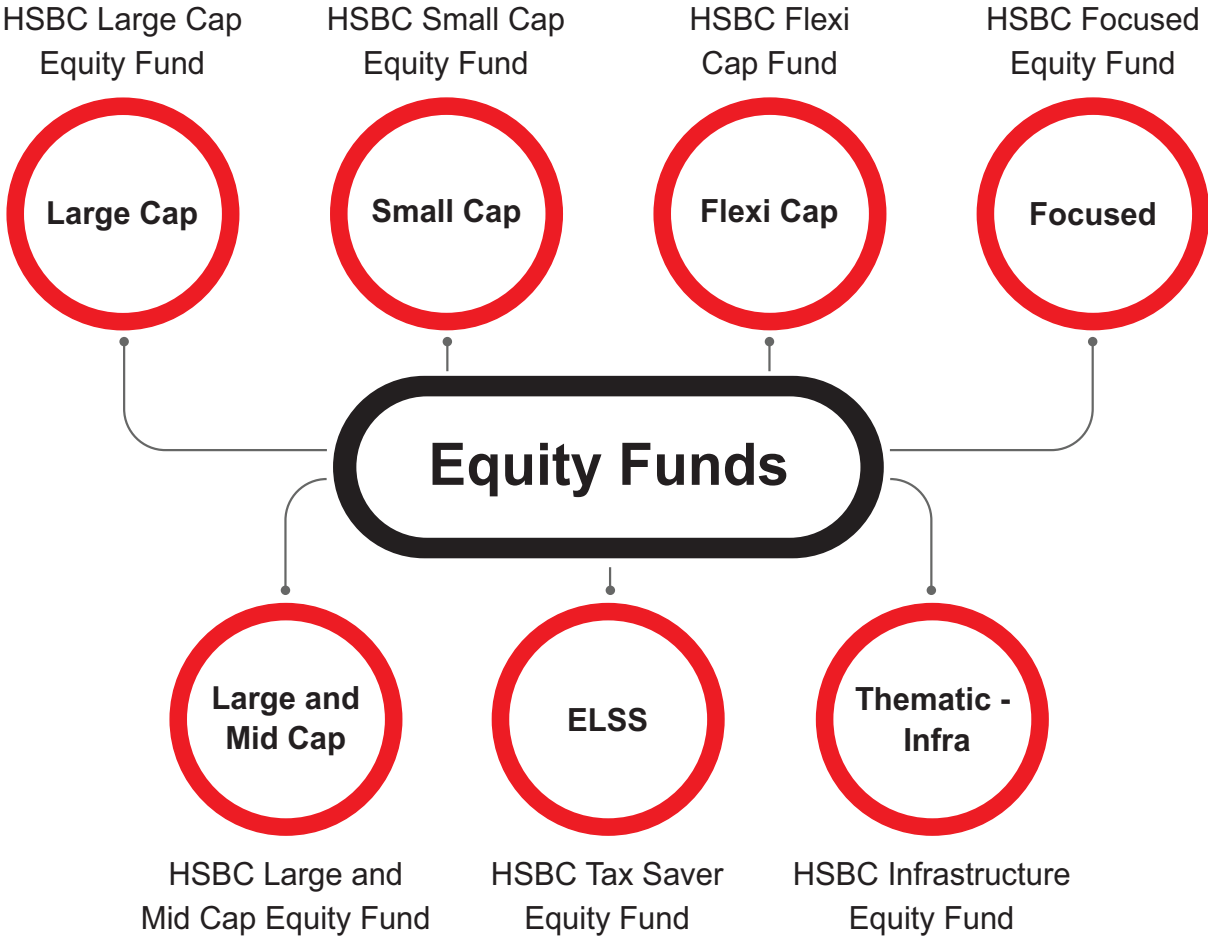 HSBC Large Cap
Equity Fund
HSBC Small Cap
Equity Fund
HSBC Flexi
Cap Fund
HSBC Focused
Equity Fund
Large Cap
Small Cap
Flexi Cap
Focused
Equity Funds
Large and
Mid Cap
ELSS
Thematic -
Infra
HSBC Large and
Mid Cap Equity Fund
HSBC Tax Saver
Equity Fund
HSBC Infrastructure
Equity Fund